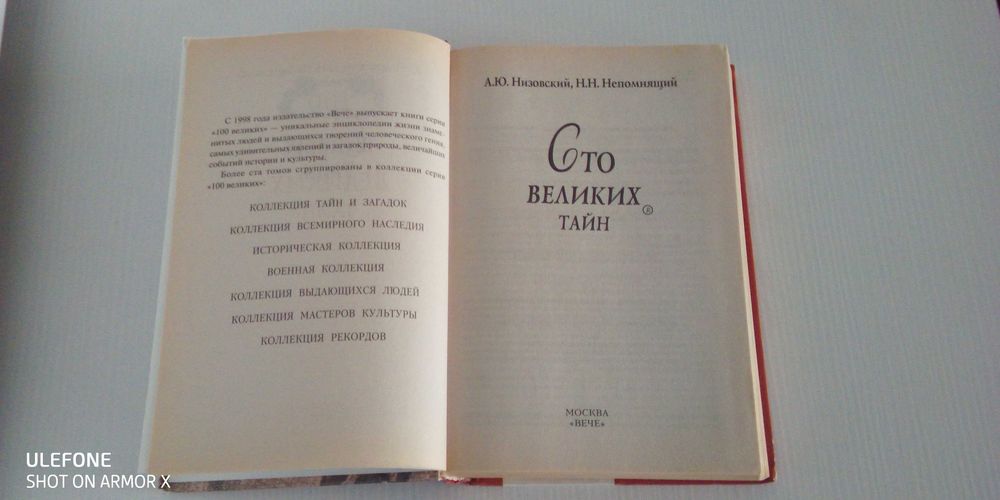 С 1998 года издательство «Вече» выпускает книги серии
«100 великих» — уникальные энциклопедии жизни знаме-
нитых людей и выдающихся творений человеческого гения,
самых удивительных явлений и загадок природы, величайших
событий истории и культуры.
Более ста томов сгруппированы в коллекции серии
«100 великих»:
КОЛЛЕКЦИЯ ТАЙН И ЗАГАДОК
КОЛЛЕКЦИЯ ВСЕМИРНОГО НАСЛЕДИЯ
ИСТОРИЧЕСКАЯ КОЛЛЕКЦИЯ
ВОЕННАЯ КОЛЛЕКЦИЯ
КОЛЛЕКЦИЯ ВЫДАЮЩИХСЯ ЛЮДЕЙ
КОЛЛЕКЦИЯ МАСТЕРОВ КУЛЬТУРЫ
КОЛЛЕКЦИЯ РЕКОРДОВ
А.Ю. Низовский, Н.Н. Непомнящий
Сто
ВЕЛИКИХ®
ТАЙН
МОСКВА
«ВЕЧЕ»
ULEFONE
SHOT ON ARMOR X